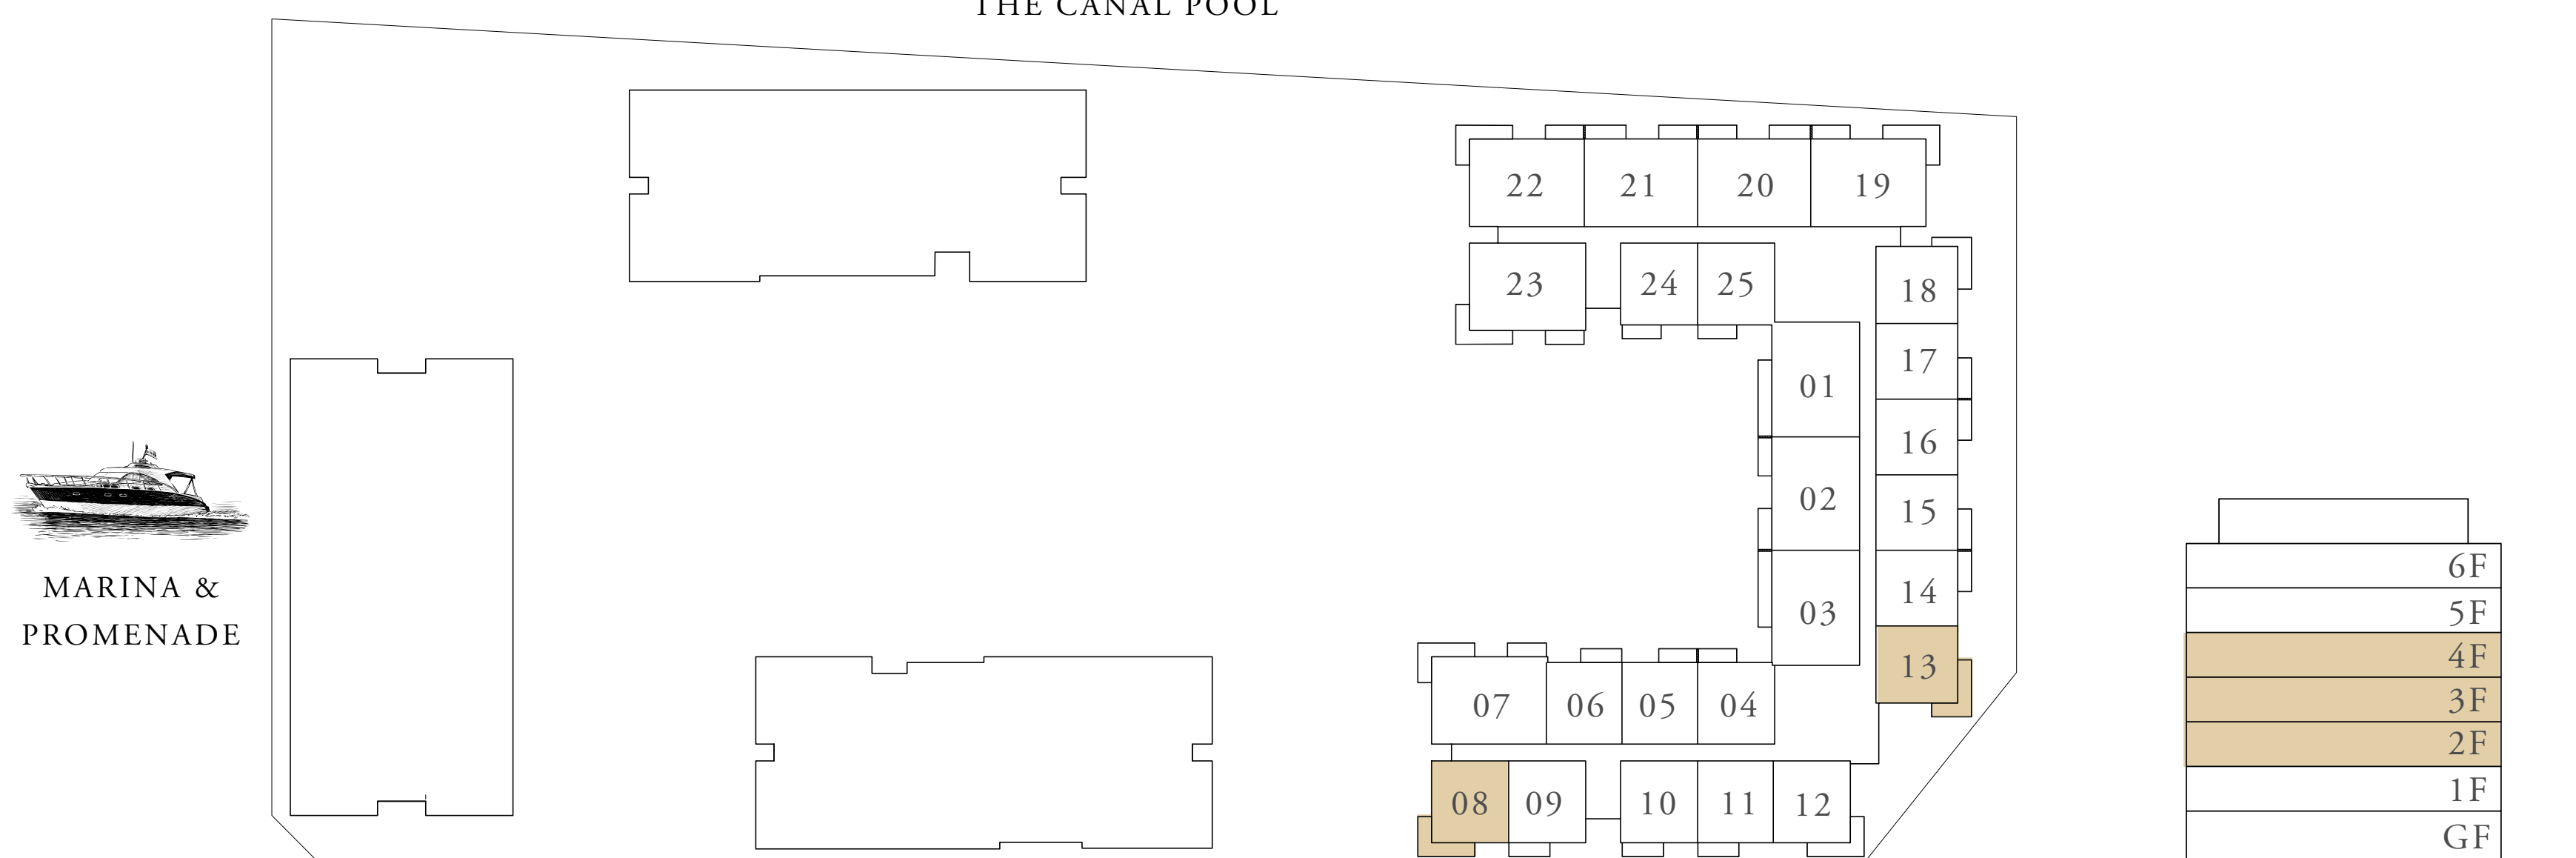 THE CANAL POOL
22 21 20 19
23 24 25
18
17
01
16
02
15
14
03
13
07 06 05 04
08 09 10 11 12
MARINA &
PROMENADE
6F
5F
4F
3F
2F
1F
GF